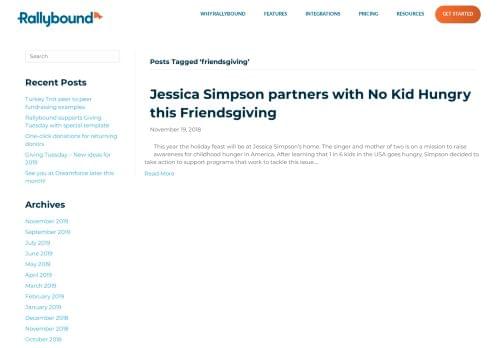 Rallybound
WHY RALLYBOUND
FEATURES
INTEGRATIONS
PRICING
RESOURCES
GET STARTED
Search
Recent Posts
Turkey Trot peer to peer
fundraising examples
Rallybound supports Giving
Tuesday with special template
One-click donations for returning
donors
Giving Tuesday – New ideas for
2019
See you at Dreamforce later this
month!
Archives
November 2019
September 2019
July 2019
June 2019
May 2019
April 2019
March 2019
February 2019
January 2019
December 2018
November 2018
October 2018
Posts Tagged ‘friendsgiving’
Jessica Simpson partners with No Kid Hungry
this Friendsgiving
November 19, 2018
This year the holiday feast will be at Jessica Simpson's home. The singer and mother of two is on a mission to raise
awareness for childhood hunger in America. After learning that 1 in 6 kids in the USA goes hungry, Simpson decided to
take action to support programs that work to tackle this issue....
Read More